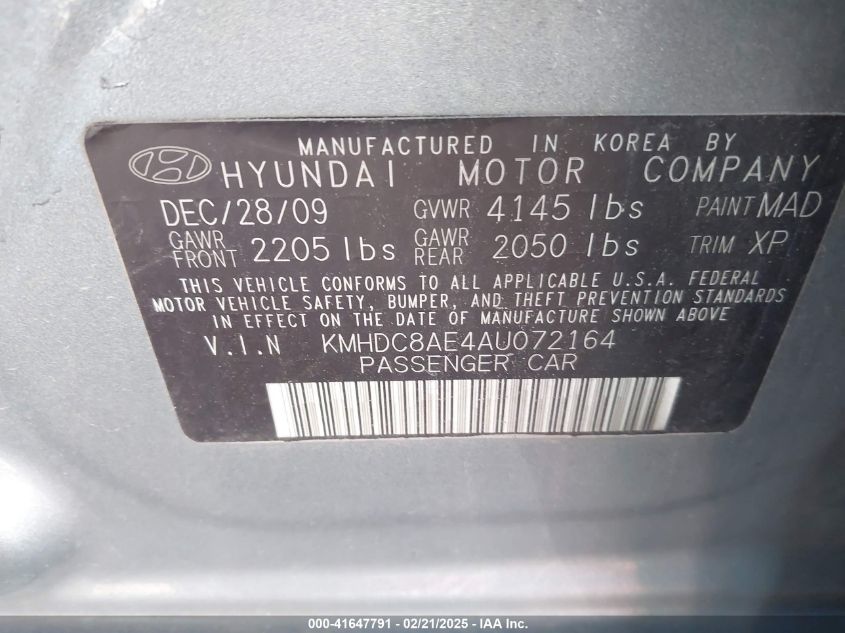 MANUFACTURED IN KOREA BY
HYUNDAI MOTOR COMPANY
DEC/28/09 GVWR 4145 lbs PAINT MAD
GAWR FRONT 2205 lbs GAWR REAR 2050 lbs TRIM XP
THIS VEHICLE CONFORMS TO ALL APPLICABLE U.S.A. FEDERAL
MOTOR VEHICLE SAFETY, BUMPER, AND THEFT PREVENTION STANDARDS
IN EFFECT ON THE DATE OF MANUFACTURE SHOWN ABOVE.
V.I.N KMHDC8AE4AU072164
PASSENGER CAR
000-41647791 - 02/21/2025 - IAA Inc.